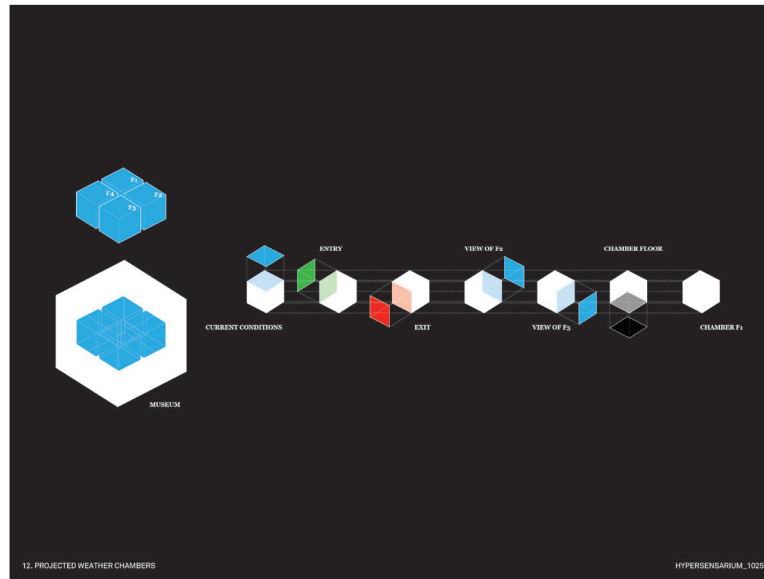 F1
F4
F2
F3
ENTRY
VIEW OF F2
CHAMBER FLOOR
CURRENT CONDITIONS
EXIT
VIEW OF F3
CHAMBER F1
MUSEUM
12. PROJECTED WEATHER CHAMBERS
HYPERSENSARIUM_1025